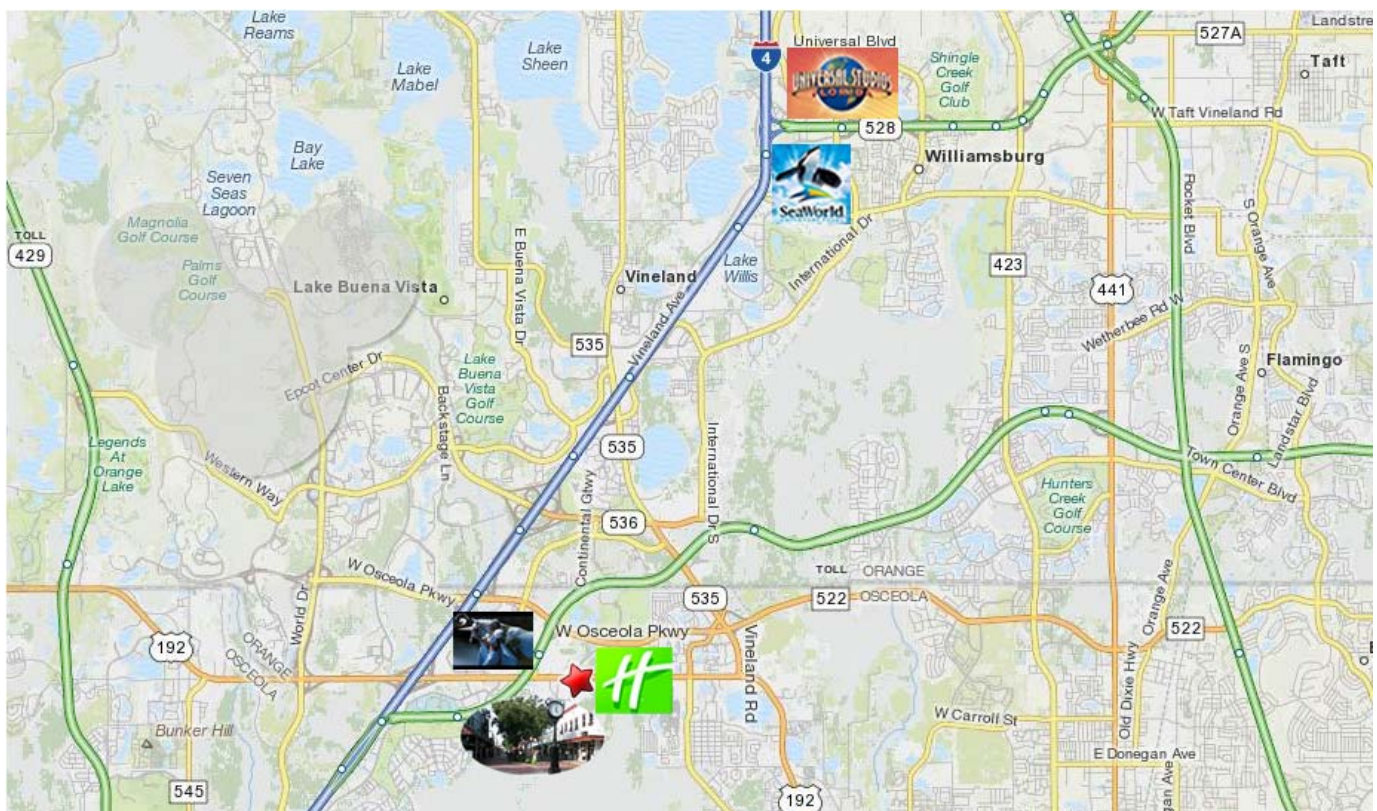 Lake
Reams
Lake
Sheen
Lake
Mabel
Bay
Lake
Seven
Seas
Lagoon
Magnolia
Golf Course
Palms
Golf
Course
TOLL
429
Lake Buena Vista
E Buena Vista Dr
Vineland
535
Vineland Ave
Lake
Willis
4
Universal Blvd
UNIVERSAL STUDIOS
Shingle
Creek
Golf
Club
528
SeaWorld
Williamsburg
International Dr
527A
Landstre
Taft
W Taft Vineland Rd
Rocket Blvd
S Orange Ave
423
441
Wetherbee Rd W
Flamingo
Orange Ave S
Landstar Blvd
Town Center Blvd
Hunters
Creek
Golf
Course
Epcot Center Dr
Lake
Buena
Vista
Golf
Course
Backstage Ln
Legends
At
Orange
Lake
Western Way
535
International Dr S
Continental Gtwy
536
W Osceola Pkwy
World Dr
TOLL
ORANGE
OSCEOLA
535
522
W Osceola Pkwy
Vineland Rd
192
ORANGE
OSCEOLA
H
Orange Ave
522
Old Dixie Hwy
W Carroll St
E Donegan Ave
gan Ave
Bunker Hill
545
192
E